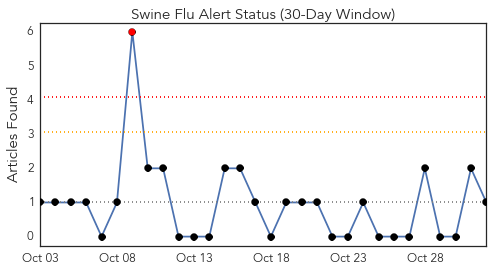 Swine Flu Alert Status (30-Day Window)
Articles Found
6
5
4
3
2
1
0
Oct 03 Oct 08 Oct 13 Oct 18 Oct 23 Oct 28